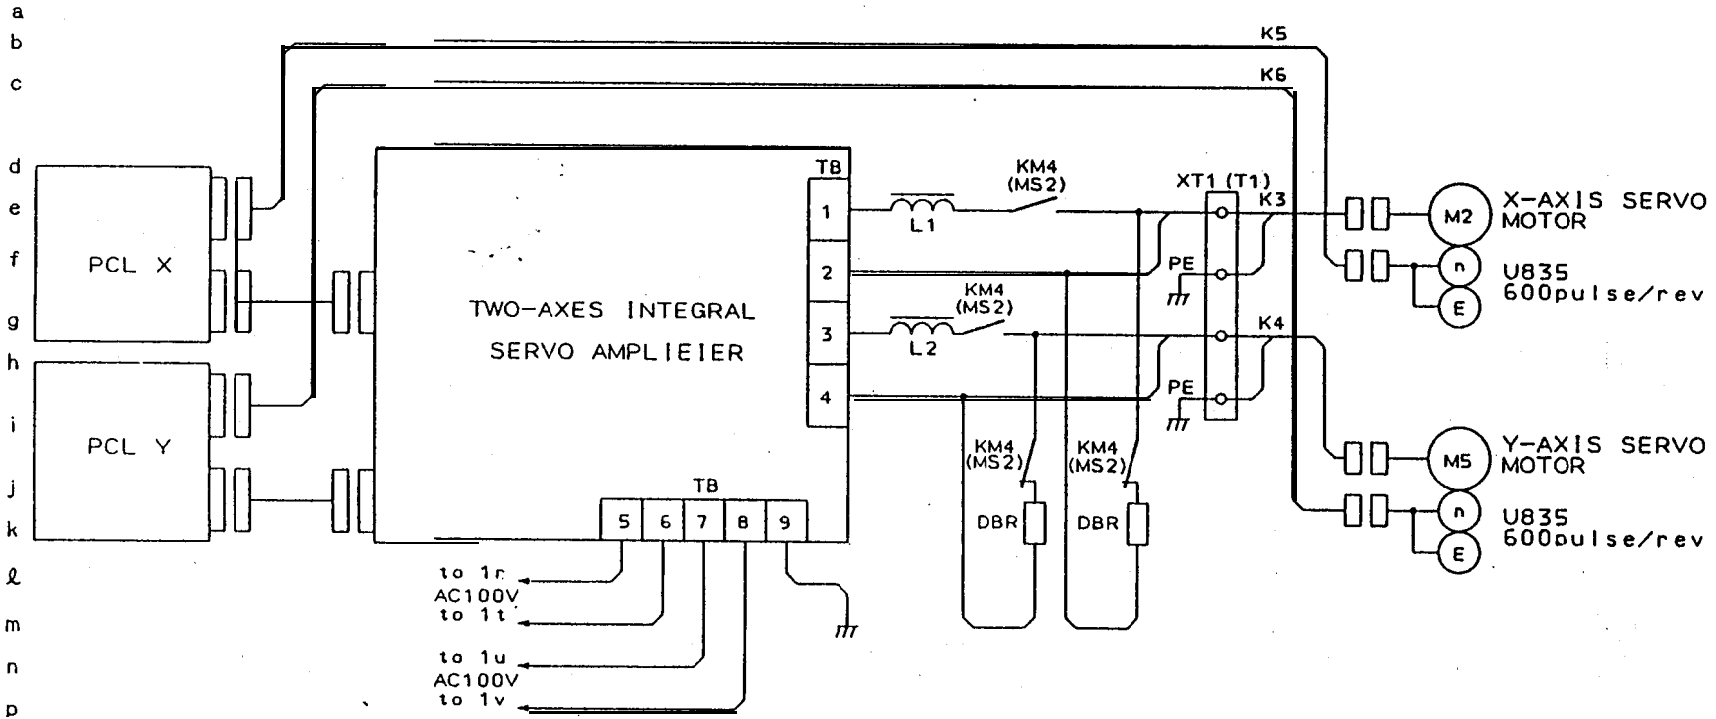 a
b
K5
c
K6
d
TB
KM4
(MS2)
XT1 (T1)
e
1
L1
K3
M2
X-AXIS SERVO
MOTOR
f
PCL X
2
PE
n
U835
600pulse/rev
E
g
TWO-AXES INTEGRAL
SERVO AMPLIEIER
KM4
(MS2)
3
L2
K4
h
4
PE
i
PCL Y
KM4
(MS2)
KM4
(MS2)
M5
Y-AXIS SERVO
MOTOR
j
TB
k
5
6
7
8
9
DBR
DBR
n
U835
600pulse/rev
E
ℓ
to 1r
AC100V
m
to 1t
n
to 1u
AC100V
p
to 1v